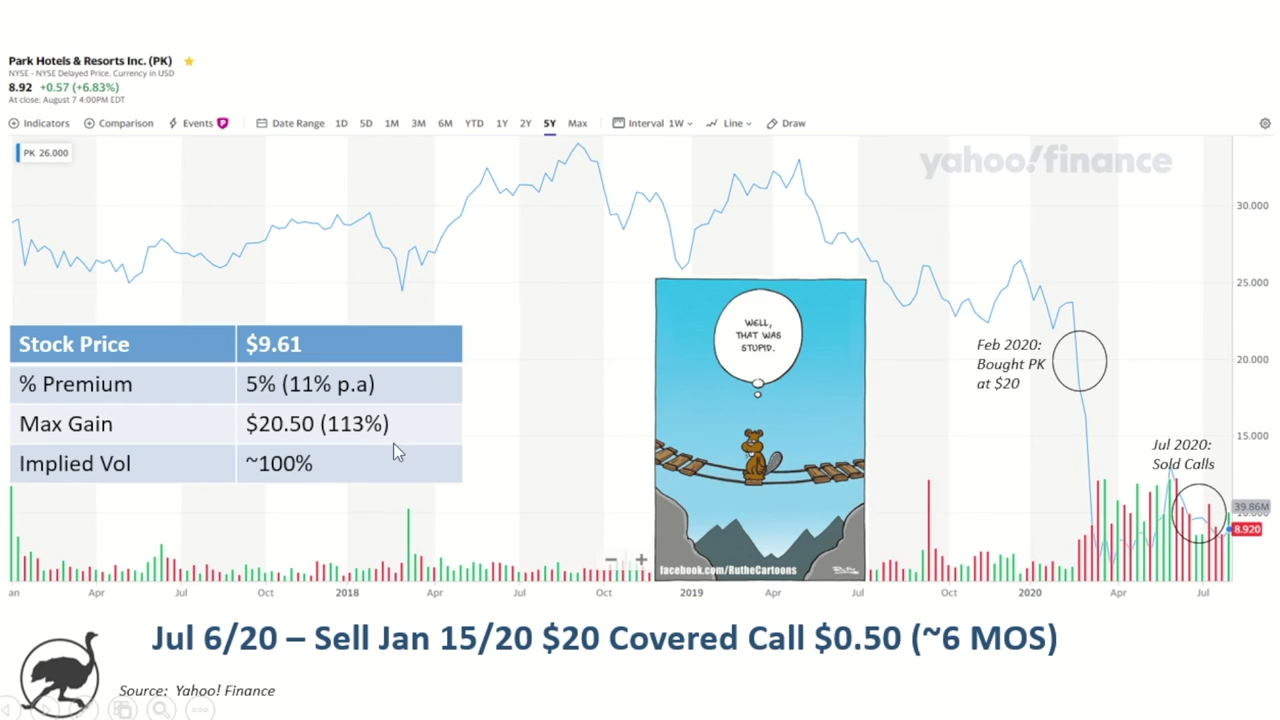 Park Hotels & Resorts Inc. (PK)
NYSE - NYSE Delayed Price. Currency in USD
8.92 +0.57 (+6.83%)
At close: August 7 4:00PM EDT
Indicators Comparison Events P Date Range 1D 5D 1M 3M 6M YTD 1Y 2Y 5Y Max Interval 1W Line Draw
PK 26.000
yahoo!finance
30.000
25.000
20.000
15.000
39.86M
8.920
Stock Price $9.61
% Premium 5% (11% p.a)
Max Gain $20.50 (113%)
Implied Vol ~100%
WELL,
THAT WAS
STUPID.
facebook.com/RutheCartoons
Feb 2020:
Bought PK
at $20
Jul 2020:
Sold Calls
an Apr Jul Oct 2018 Apr Jul Oct 2019 Apr Jul Oct 2020 Apr Jul
Jul 6/20 – Sell Jan 15/20 $20 Covered Call $0.50 (~6 MOS)
Source: Yahoo! Finance